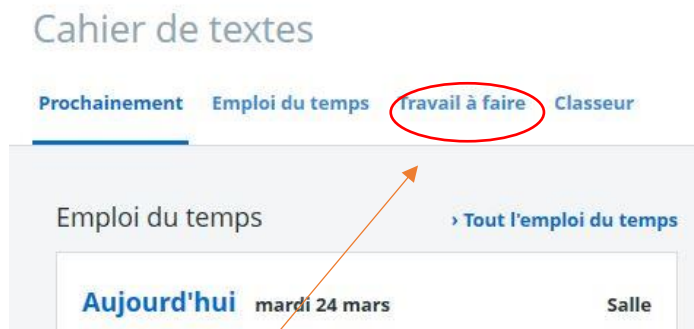 Cahier de textes
Prochainement Emploi du temps Travail à faire Classeur
Emploi du temps › Tout l'emploi du temps
Aujourd'hui mardi 24 mars Salle